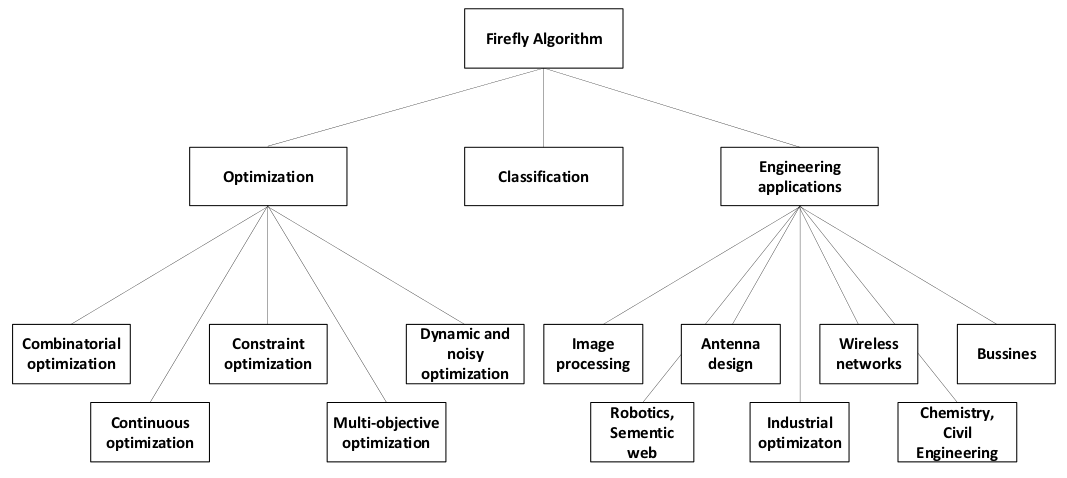 Firefly Algorithm
Optimization
Classification
Engineering
applications
Combinatorial
optimization
Constraint
optimization
Dynamic and
noisy
optimization
Image
processing
Antenna
design
Wireless
networks
Bussines
Continuous
optimization
Multi-objective
optimization
Robotics,
Sementic
web
Industrial
optimizaton
Chemistry,
Civil
Engineering